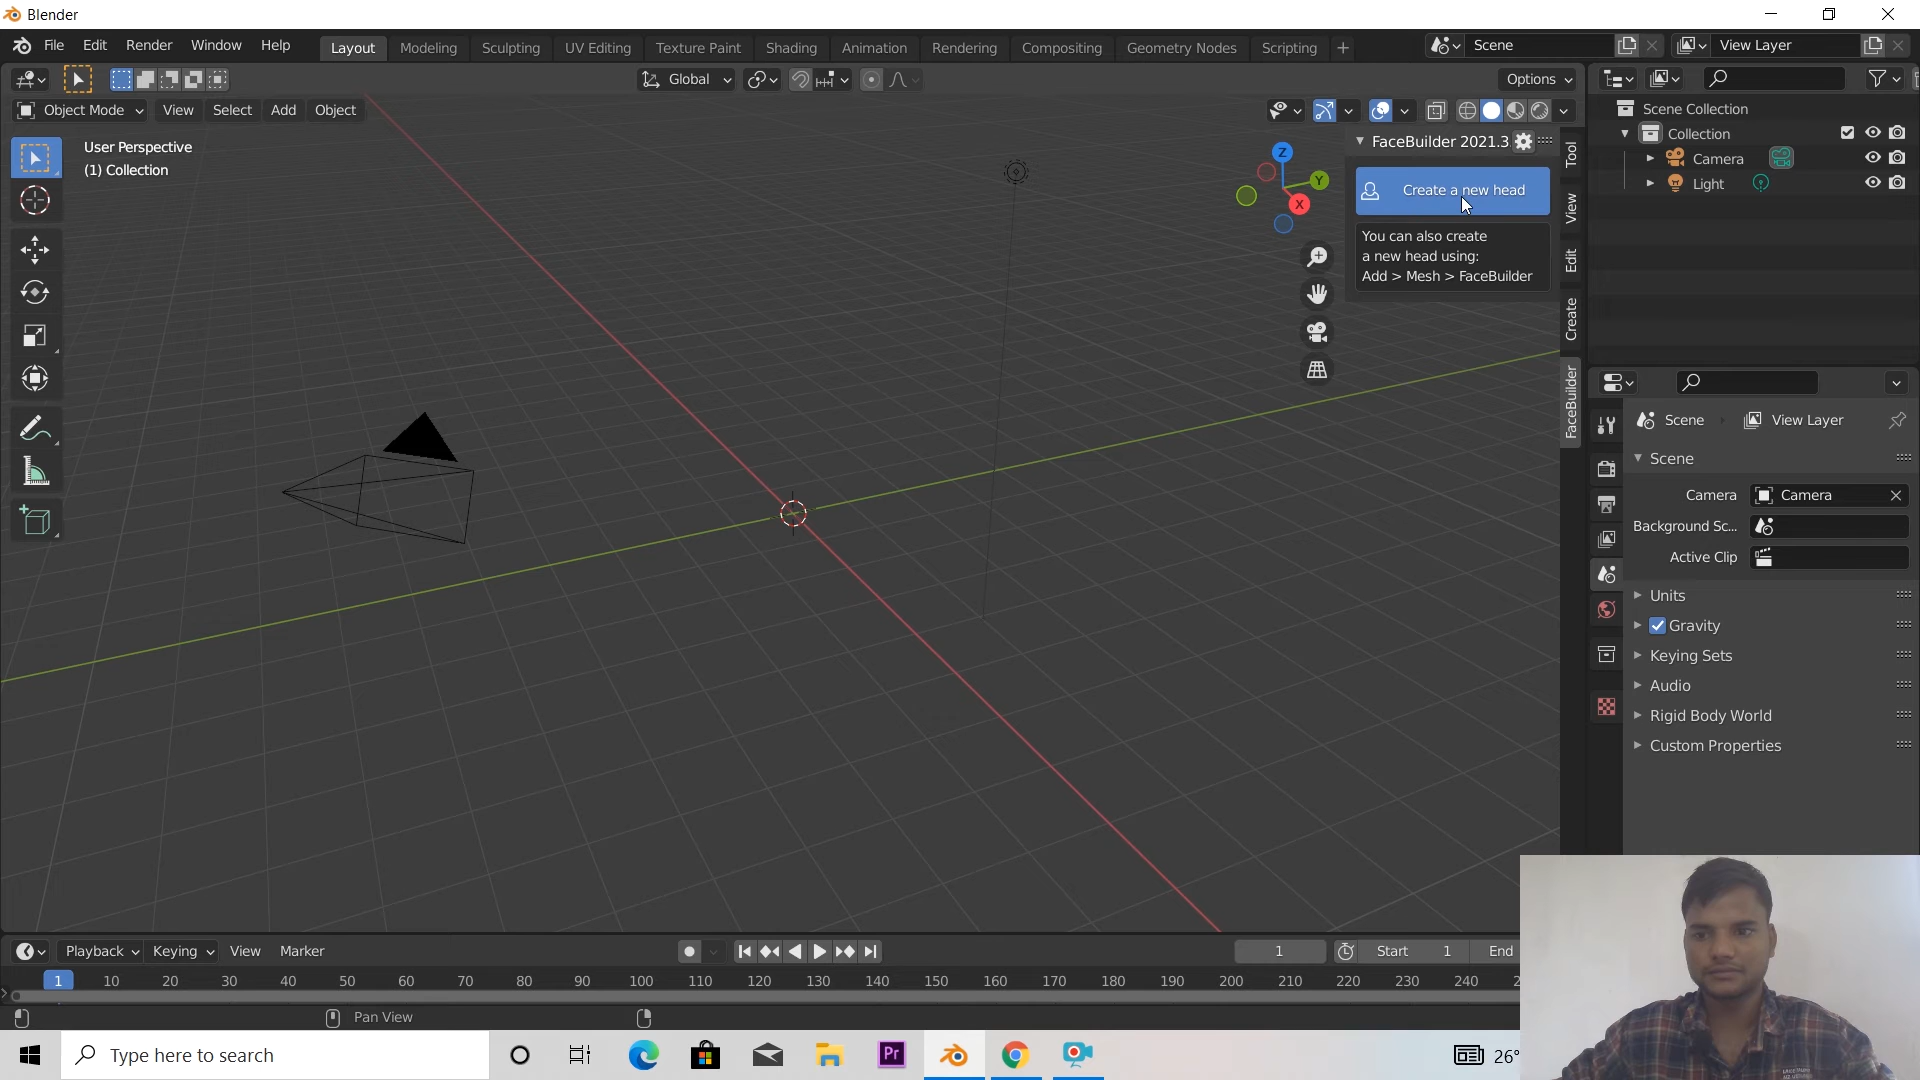 Blender
File Edit Render Window Help Layout Modeling Sculpting UV Editing Texture Paint Shading Animation Rendering Compositing Geometry Nodes Scripting + Scene View Layer
Global Options
Object Mode View Select Add Object
User Perspective
(1) Collection
Z
Y
X
FaceBuilder 2021.3
Create a new head
You can also create
a new head using:
Add > Mesh > FaceBuilder
Tool
View
Edit
Create
FaceBuilder
Scene Collection
Collection
Camera
Light
Scene View Layer
Scene
Camera Camera
Background Sc...
Active Clip
Units
Gravity
Keying Sets
Audio
Rigid Body World
Custom Properties
Playback Keying View Marker 1 Start 1 End
1 10 20 30 40 50 60 70 80 90 100 110 120 130 140 150 160 170 180 190 200 210 220 230 240 2
Pan View
Type here to search Pr 26°